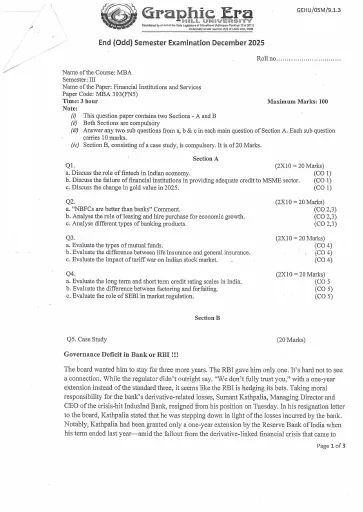 GEHU/05M/9.1.3
Graphic Era
HILL UNIVERSITY
End (Odd) Semester Examination December 2025
Roll no..............................
Name of the Course: MBA
Semester: III
Name of the Paper: Financial Institutions and Services
Paper Code: MBA 303(FN5)
Time: 3 hour Maximum Marks: 100
Note:
(i) This question paper contains two Sections - A and B
(ii) Both Sections are compulsory
(iii) Answer any two sub questions from a, b & c in each main question of Section A. Each sub question
carries 10 marks.
(iv) Section B, consisting of a case study, is compulsory. It is of 20 Marks.
Section A
Q1. (2X10 = 20 Marks)
a. Discuss the role of fintech in Indian economy. (CO 1)
b. Discuss the failure of financial institutions in providing adequate credit to MSME sector. (CO 1)
c. Discuss the change in gold value in 2025. (CO 1)
Q2. (2X10 = 20 Marks)
a. "NBFCs are better than banks" Comment. (CO 2,3)
b. Analyse the role of leasing and hire purchase for economic growth. (CO 2,3)
c. Analyse different types of banking products. (CO 2,3)
Q3. (2X10 = 20 Marks)
a. Evaluate the types of mutual funds. (CO 4)
b. Evaluate the difference between life insurance and general insurance. (CO 4)
c. Evaluate the impact of tariff war on Indian stock market. (CO 4)
Q4. (2X10 = 20 Marks)
a. Evaluate the long term and short term credit rating scales in India. (CO 5
b. Evaluate the difference between factoring and forfaiting. (CO 5)
c. Evaluate the role of SEBI in market regulation. (CO 5)
Section B
Q5. Case Study (20 Marks)
Governance Deficit in Bank or RBI !!!
The board wanted him to stay for three more years. The RBI gave him only one. It's hard not to see
a connection. While the regulator didn't outright say, "We don't fully trust you," with a one-year
extension instead of the standard three, it seems like the RBI is hedging its bets. Taking moral
responsibility for the bank's derivative-related losses, Sumant Kathpalia, Managing Director and
CEO of the crisis-hit IndusInd Bank, resigned from his position on Tuesday. In his resignation letter
to the board, Kathpalia stated that he was stepping down in light of the losses incurred by the bank.
Notably, Kathpalia had been granted only a one-year extension by the Reserve Bank of India when
his term ended last year—amid the fallout from the derivative-linked financial crisis that came to
Page 1 of 3